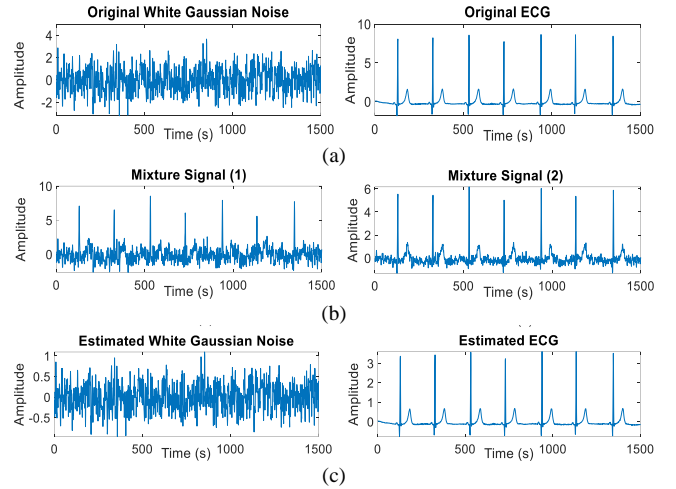 Original White Gaussian Noise
Original ECG
Amplitude
4
2
0
-2
0
500
1000
1500
Time (s)
Amplitude
10
5
0
0
500
1000
1500
Time (s)
(a)
Mixture Signal (1)
Mixture Signal (2)
Amplitude
10
5
0
0
500
1000
1500
Time (s)
Amplitude
6
4
2
0
0
500
1000
1500
Time (s)
(b)
Estimated White Gaussian Noise
Estimated ECG
Amplitude
1
0.5
0
-0.5
0
500
1000
1500
Time (s)
Amplitude
3
2
1
0
0
500
1000
1500
Time (s)
(c)